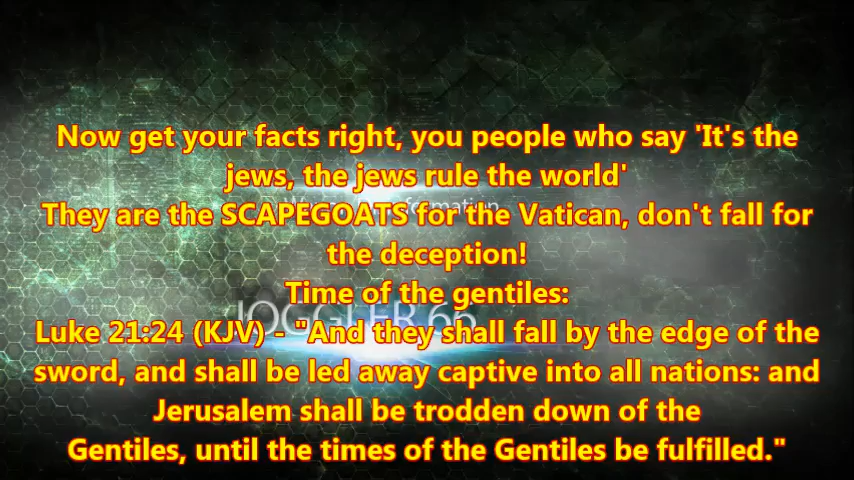 Now get your facts right, you people who say 'It's the
jews, the jews rule the world'
They are the SCAPEGOATS for the Vatican, don't fall for
the deception!
Time of the gentiles:
JOGGLER 66
Luke 21:24 (KJV) - "And they shall fall by the edge of the
sword, and shall be led away captive into all nations: and
Jerusalem shall be trodden down of the
Gentiles, until the times of the Gentiles be fulfilled."